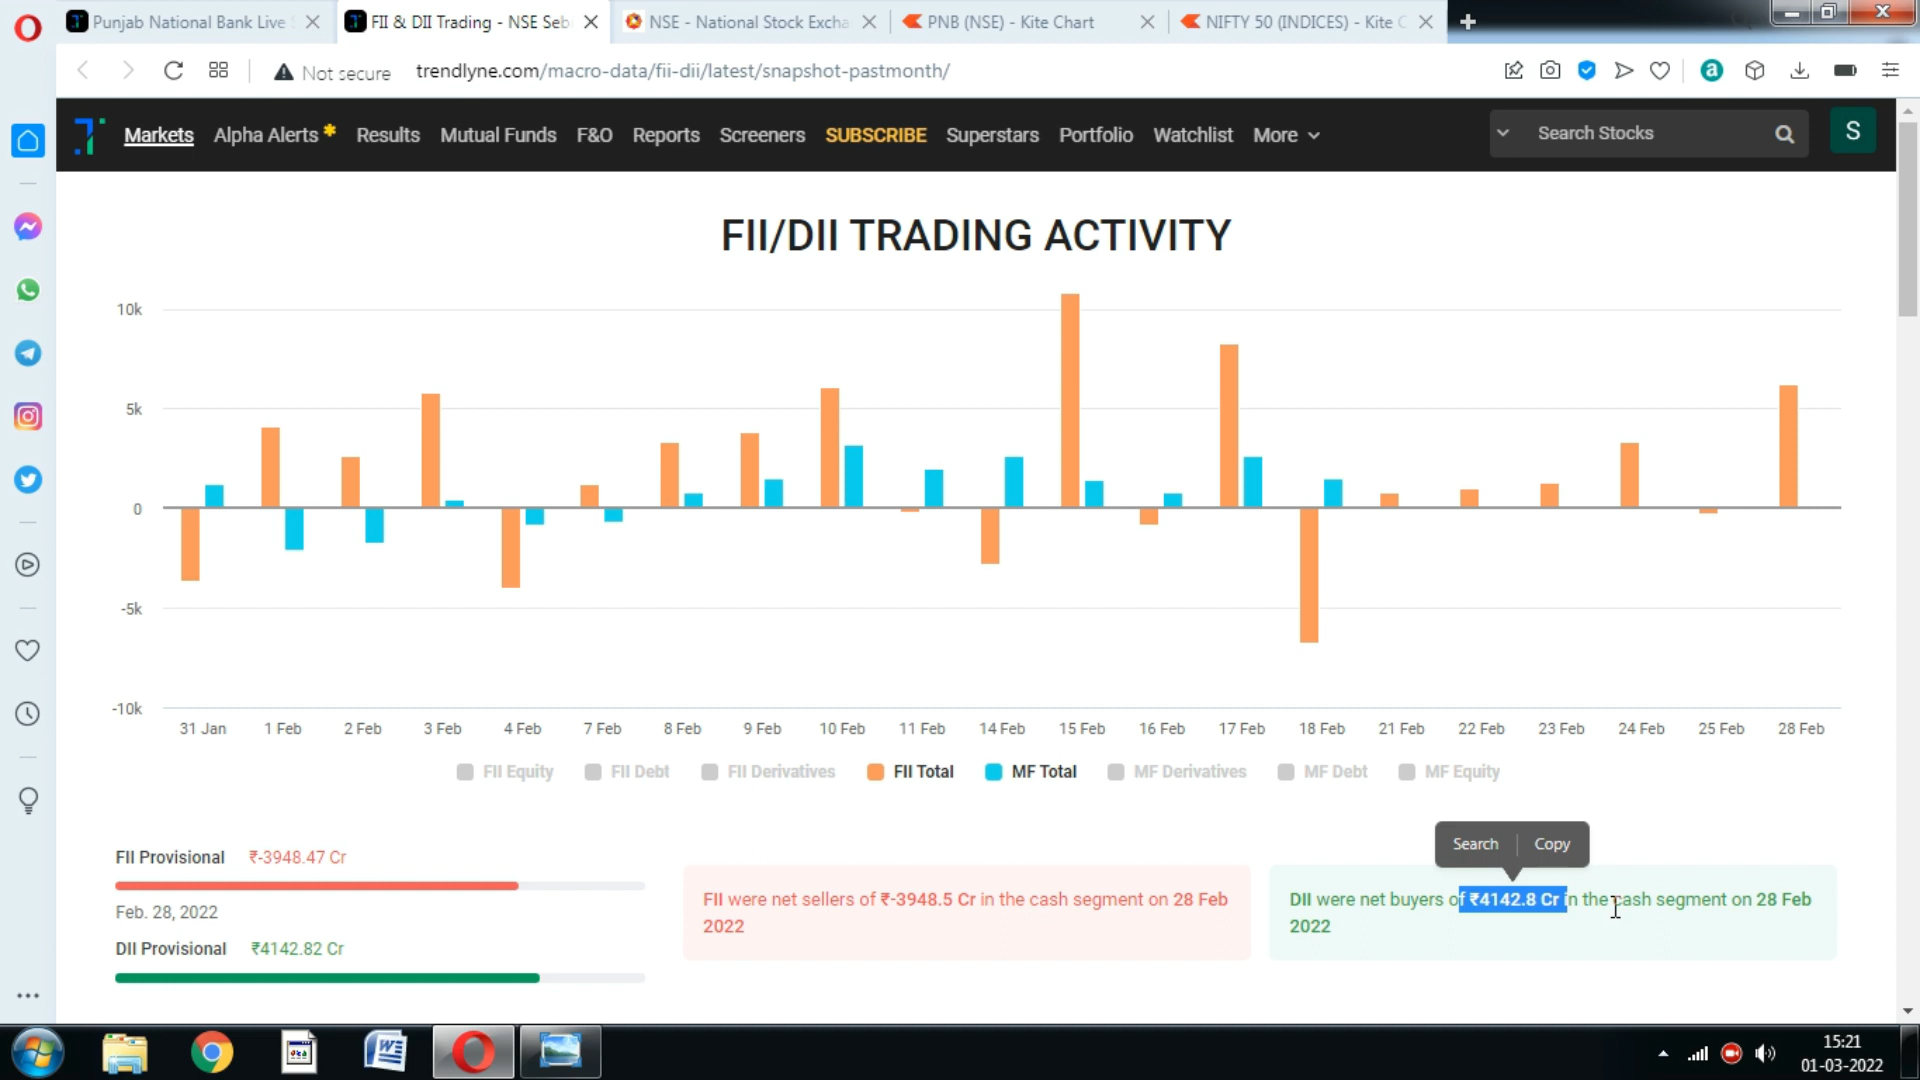 Punjab National Bank Live S
FII & DII Trading - NSE Seb
NSE - National Stock Excha
PNB (NSE) - Kite Chart
NIFTY 50 (INDICES) - Kite C
Not secure
trendlyne.com/macro-data/fii-dii/latest/snapshot-pastmonth/
Markets Alpha Alerts Results Mutual Funds F&O Reports Screeners SUBSCRIBE Superstars Portfolio Watchlist More
Search Stocks
S
FII/DII TRADING ACTIVITY
10k
5k
0
-5k
-10k
31 Jan 1 Feb 2 Feb 3 Feb 4 Feb 7 Feb 8 Feb 9 Feb 10 Feb 11 Feb 14 Feb 15 Feb 16 Feb 17 Feb 18 Feb 21 Feb 22 Feb 23 Feb 24 Feb 25 Feb 28 Feb
FII Equity FII Debt FII Derivatives FII Total MF Total MF Derivatives MF Debt MF Equity
Search Copy
FII Provisional ₹-3948.47 Cr
Feb. 28, 2022
DII Provisional ₹4142.82 Cr
FII were net sellers of ₹-3948.5 Cr in the cash segment on 28 Feb
2022
DII were net buyers of ₹4142.8 Cr in the cash segment on 28 Feb
2022
15:21
01-03-2022